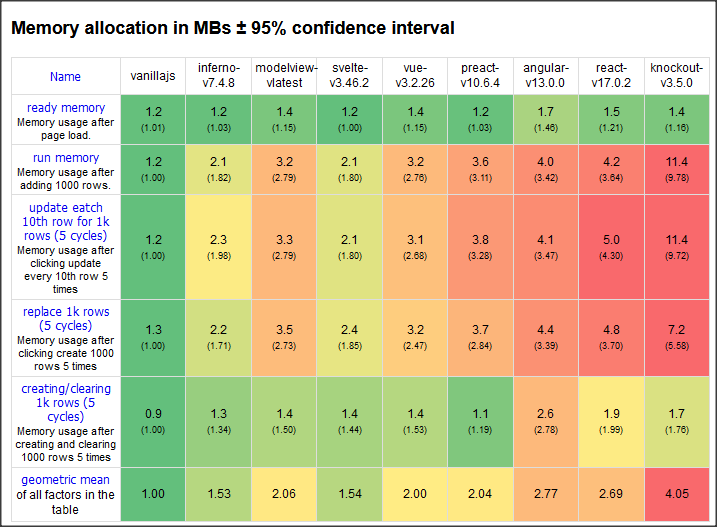 Memory allocation in MBs ± 95% confidence interval
Name vanillajs inferno-v7.4.8 modelview-vlatest svelte-v3.46.2 vue-v3.2.26 preact-v10.6.4 angular-v13.0.0 react-v17.0.2 knockout-v3.5.0
ready memory
Memory usage after
page load.
1.2 1.2 1.4 1.2 1.4 1.2 1.7 1.5 1.4
(1.01) (1.03) (1.15) (1.00) (1.15) (1.03) (1.46) (1.21) (1.16)
run memory
Memory usage after
adding 1000 rows.
1.2 2.1 3.2 2.1 3.2 3.6 4.0 4.2 11.4
(1.00) (1.82) (2.79) (1.80) (2.76) (3.11) (3.42) (3.64) (9.78)
update eatch
10th row for 1k
rows (5 cycles)
Memory usage after
clicking update
every 10th row 5
times
1.2 2.3 3.3 2.1 3.1 3.8 4.1 5.0 11.4
(1.00) (1.98) (2.79) (1.80) (2.68) (3.28) (3.47) (4.30) (9.72)
replace 1k rows
(5 cycles)
Memory usage after
clicking create 1000
rows 5 times
1.3 2.2 3.5 2.4 3.2 3.7 4.4 4.8 7.2
(1.00) (1.71) (2.73) (1.85) (2.47) (2.84) (3.39) (3.70) (5.58)
creating/clearing
1k rows (5
cycles)
Memory usage after
creating and clearing
1000 rows 5 times
0.9 1.3 1.4 1.4 1.4 1.1 2.6 1.9 1.7
(1.00) (1.34) (1.50) (1.44) (1.53) (1.19) (2.78) (1.99) (1.76)
geometric mean
of all factors in the
table
1.00 1.53 2.06 1.54 2.00 2.04 2.77 2.69 4.05